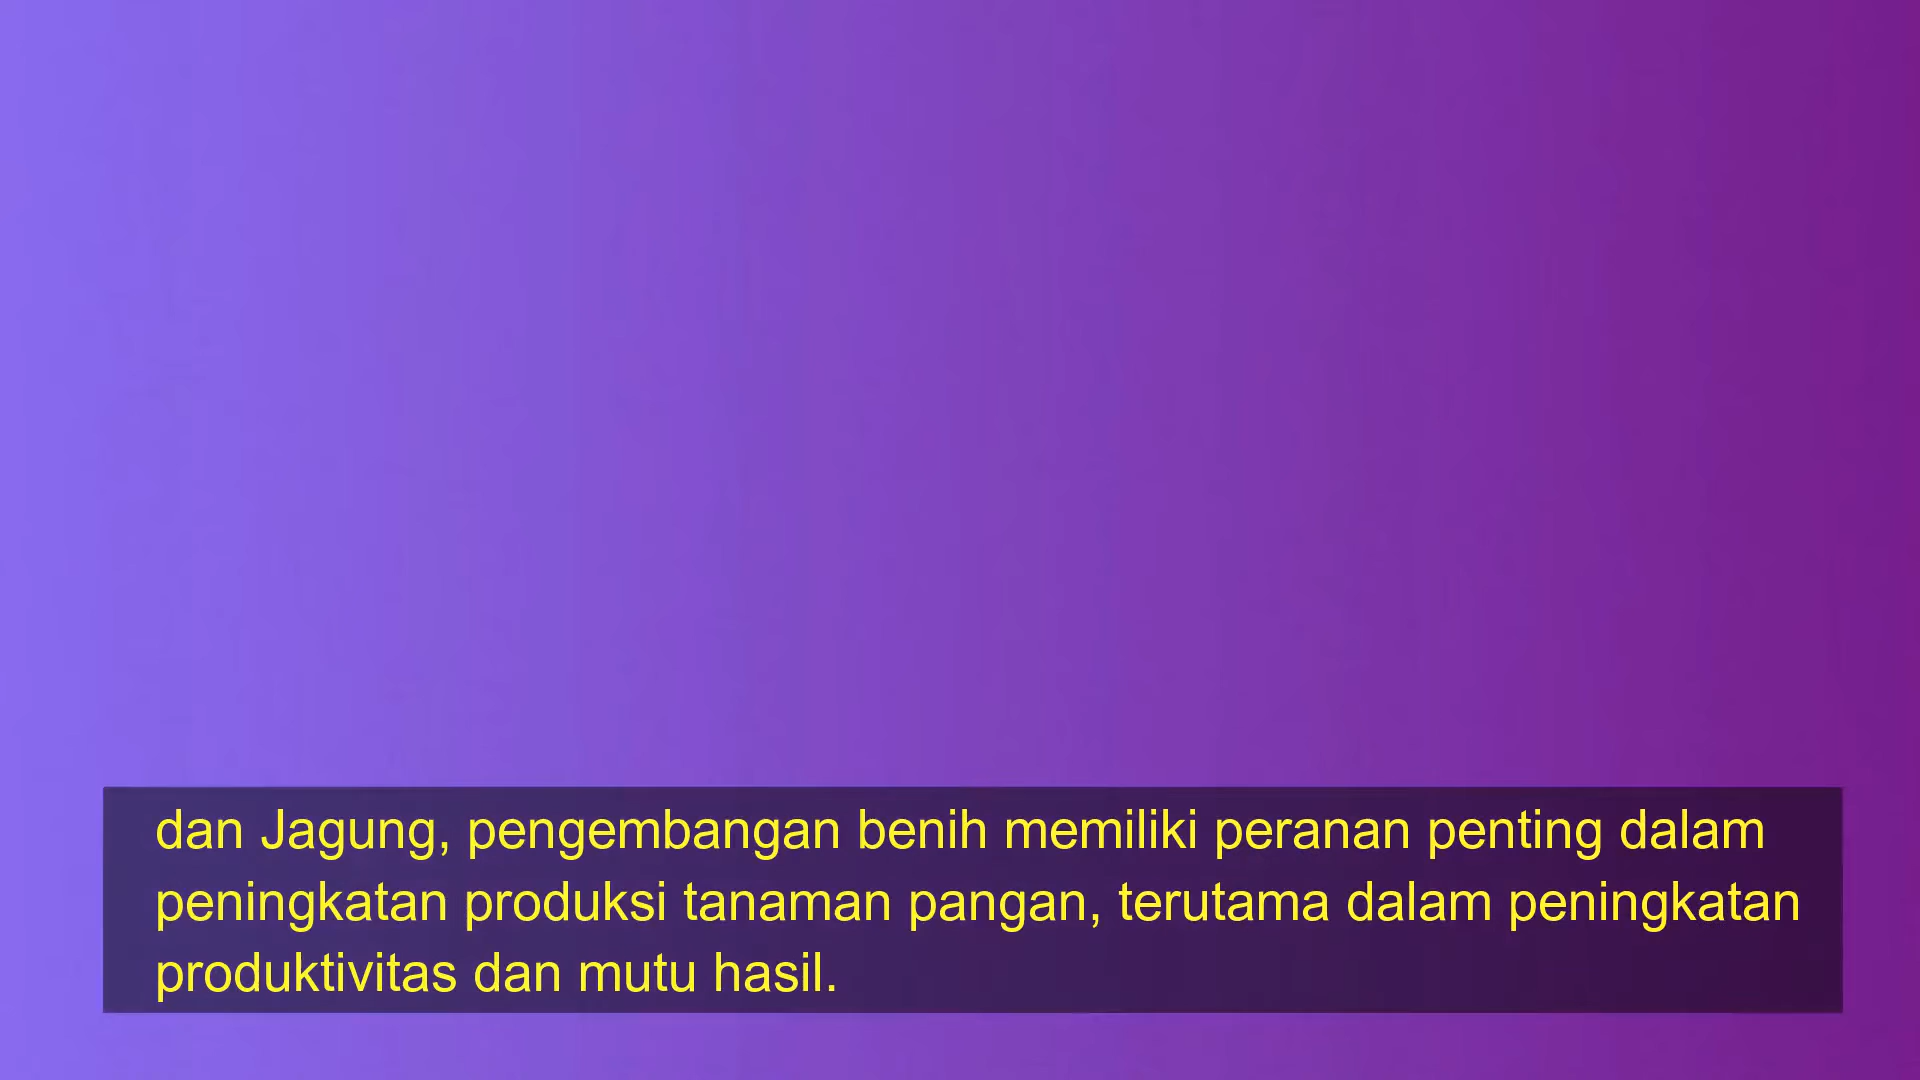 dan Jagung, pengembangan benih memiliki peranan penting dalam
peningkatan produksi tanaman pangan, terutama dalam peningkatan
produktivitas dan mutu hasil.